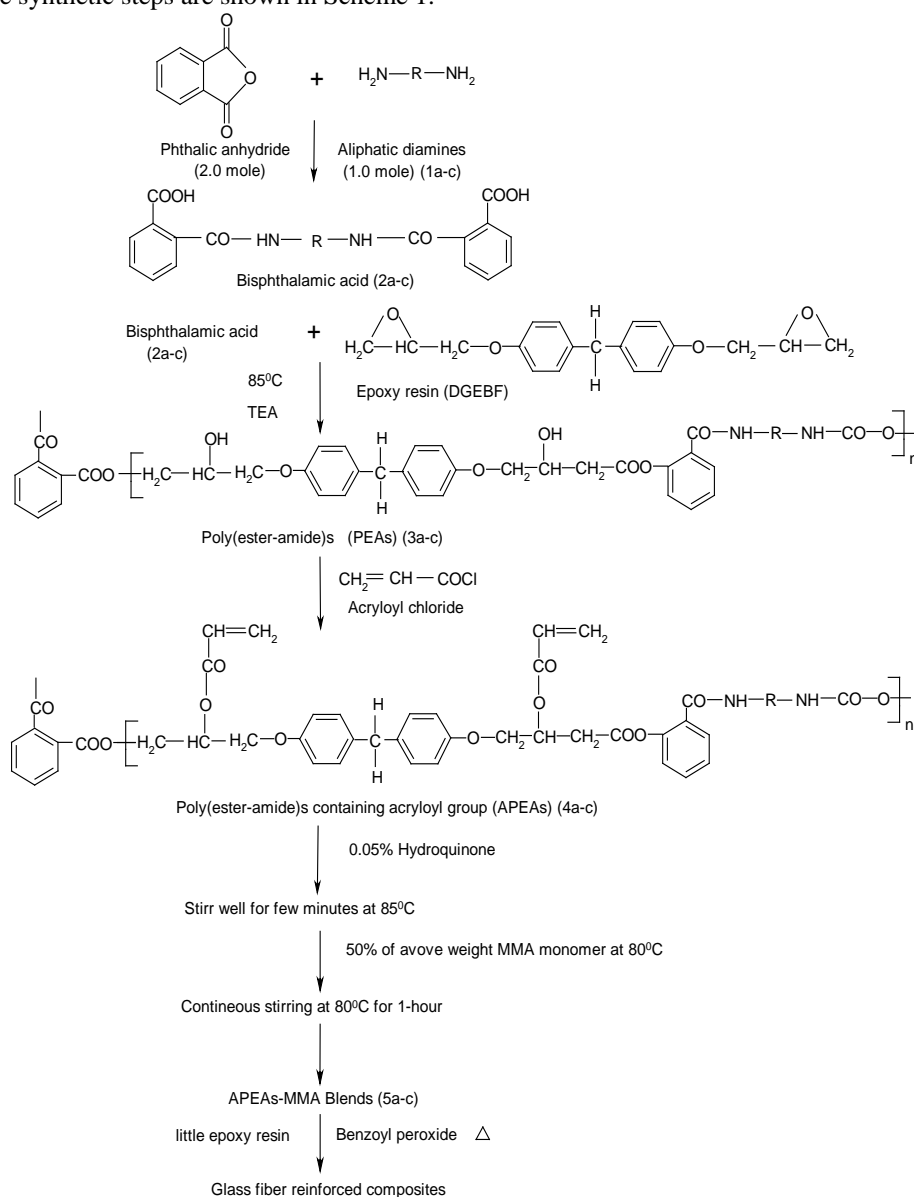 e synthetic steps are shown in Scheme 1.
O
O
O
+
H2N—R—NH2
Phthalic anhydride
(2.0 mole)
Aliphatic diamines
(1.0 mole) (1a-c)
COOH
COOH
CO— HN— R —NH — CO
Bisphthalamic acid (2a-c)
Bisphthalamic acid
(2a-c)
+
O
H2C—HC—H2C—O
H
C
H
O—CH2—CH—CH2
O
Epoxy resin (DGEBF)
85⁰C
TEA
CO
COO
OH
H2C—HC—H2C—O
H
C
H
OH
O—CH2—CH—CH2—COO
CO—NH—R—NH—CO—O
n
Poly(ester-amide)s (PEAs) (3a-c)
CH2=CH—COCl
Acryloyl chloride
CH=CH2
CO
O
CH=CH2
CO
O
CO
COO
H2C—HC—H2C—O
H
C
H
O—CH2—CH—CH2—COO
CO—NH—R—NH—CO—O
n
Poly(ester-amide)s containing acryloyl group (APEAs) (4a-c)
0.05% Hydroquinone
Stirr well for few minutes at 85⁰C
50% of avove weight MMA monomer at 80⁰C
Contineous stirring at 80⁰C for 1-hour
APEAs-MMA Blends (5a-c)
little epoxy resin
Benzoyl peroxide △
Glass fiber reinforced composites